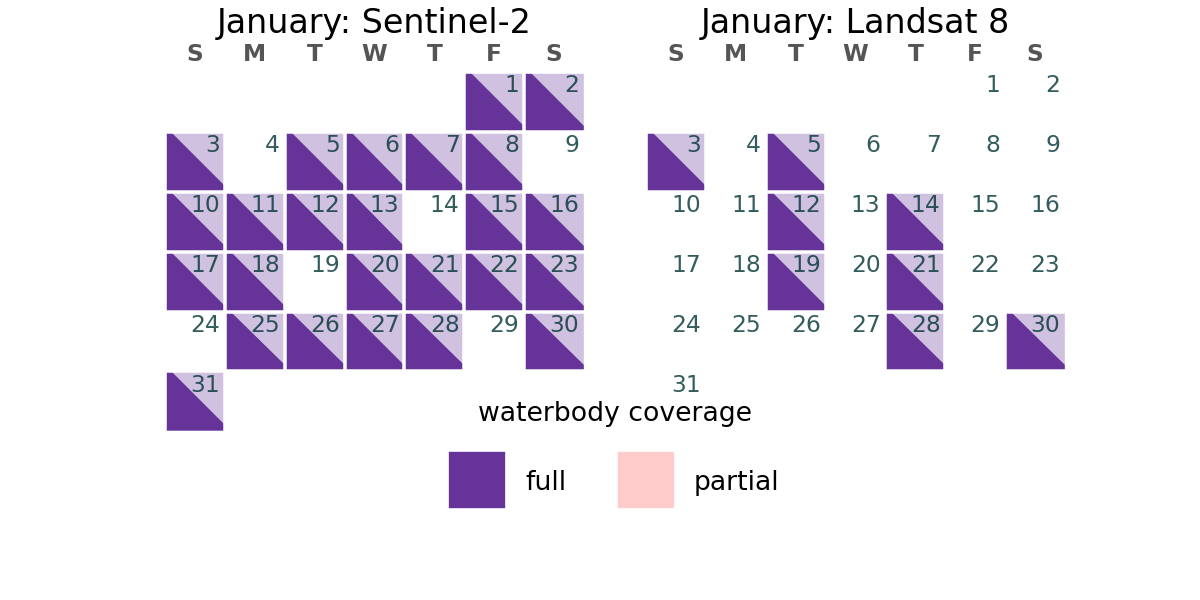 January: Sentinel-2
S M T W T F S
1 2
3 4 5 6 7 8 9
10 11 12 13 14 15 16
17 18 19 20 21 22 23
24 25 26 27 28 29 30
31
January: Landsat 8
S M T W T F S
1 2
3 4 5 6 7 8 9
10 11 12 13 14 15 16
17 18 19 20 21 22 23
24 25 26 27 28 29 30
31
waterbody coverage
full partial